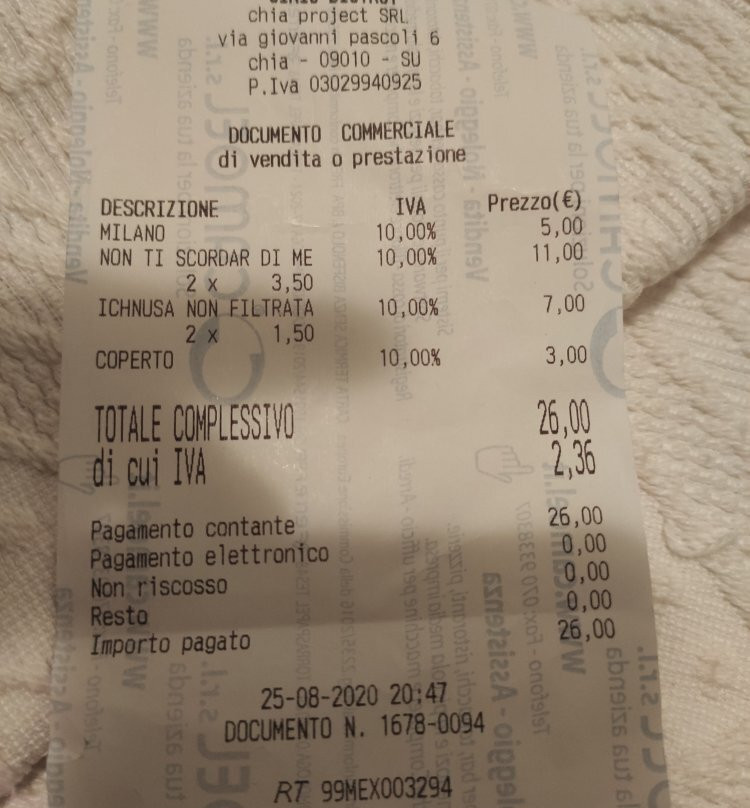 chia project SRL
via giovanni pascoli 6
chia - 09010 - SU
P.Iva 03029940925
DOCUMENTO COMMERCIALE
di vendita o prestazione
DESCRIZIONE IVA Prezzo(€)
MILANO 10,00% 5,00
NON TI SCORDAR DI ME 10,00% 11,00
2 x 3,50
ICHNUSA NON FILTRATA 10,00% 7,00
2 x 1,50
COPERTO 10,00% 3,00
TOTALE COMPLESSIVO 26,00
di cui IVA 2,36
Pagamento contante 26,00
Pagamento elettronico 0,00
Non riscosso 0,00
Resto 0,00
Importo pagato 26,00
25-08-2020 20:47
DOCUMENTO N. 1678-0094
RT 99MEX003294